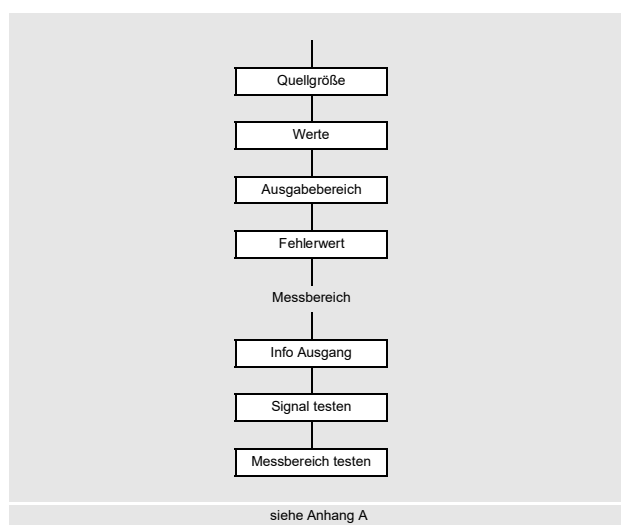 Quellgröße
Werte
Ausgabebereich
Fehlerwert
Messbereich
Info Ausgang
Signal testen
Messbereich testen
siehe Anhang A